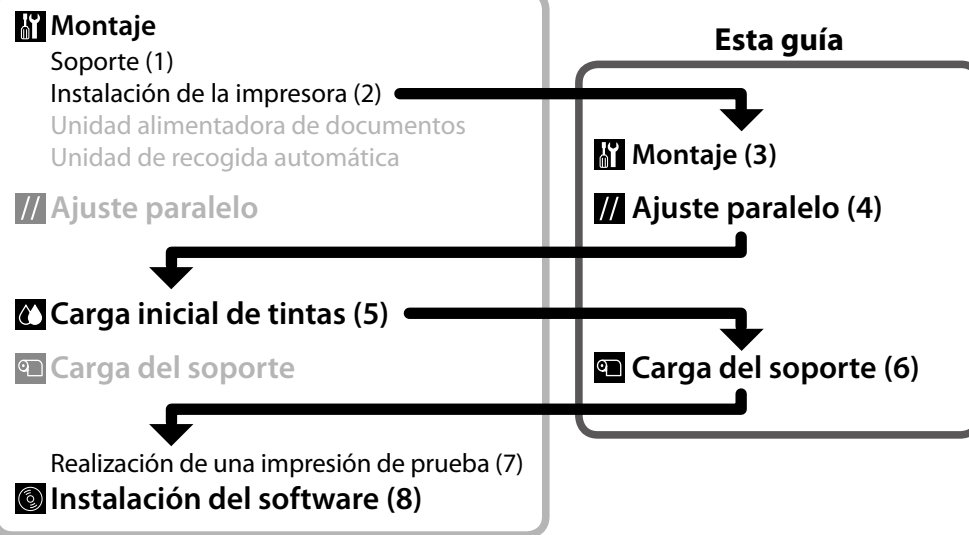 Montaje
Soporte (1)
Instalación de la impresora (2)
Unidad alimentadora de documentos
Unidad de recogida automática
Ajuste paralelo
Carga inicial de tintas (5)
Carga del soporte
Realización de una impresión de prueba (7)
Instalación del software (8)
Esta guía
Montaje (3)
Ajuste paralelo (4)
Carga del soporte (6)